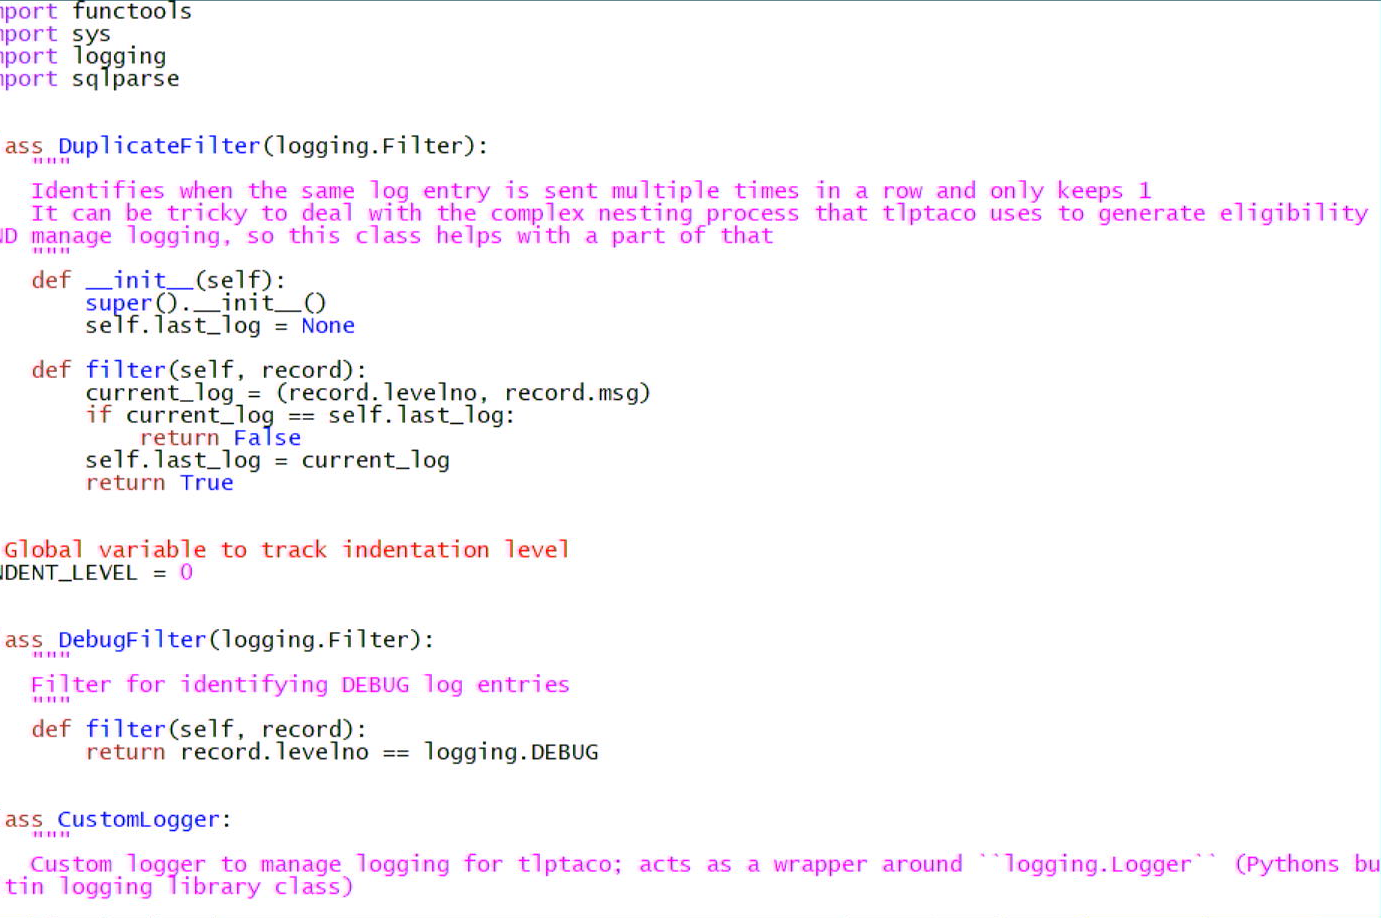 mport functools
mport sys
mport logging
mport sqlparse
ass DuplicateFilter(logging.Filter):
"""
Identifies when the same log entry is sent multiple times in a row and only keeps 1
It can be tricky to deal with the complex nesting process that tlptaco uses to generate eligibility
ND manage logging, so this class helps with a part of that
"""
def __init__(self):
super().__init__()
self.last_log = None
def filter(self, record):
current_log = (record.levelno, record.msg)
if current_log == self.last_log:
return False
self.last_log = current_log
return True
Global variable to track indentation level
NDENT_LEVEL = 0
ass DebugFilter(logging.Filter):
"""
Filter for identifying DEBUG log entries
"""
def filter(self, record):
return record.levelno == logging.DEBUG
ass CustomLogger:
"""
Custom logger to manage logging for tlptaco; acts as a wrapper around ``logging.Logger`` (Pythons bu
tin logging library class)